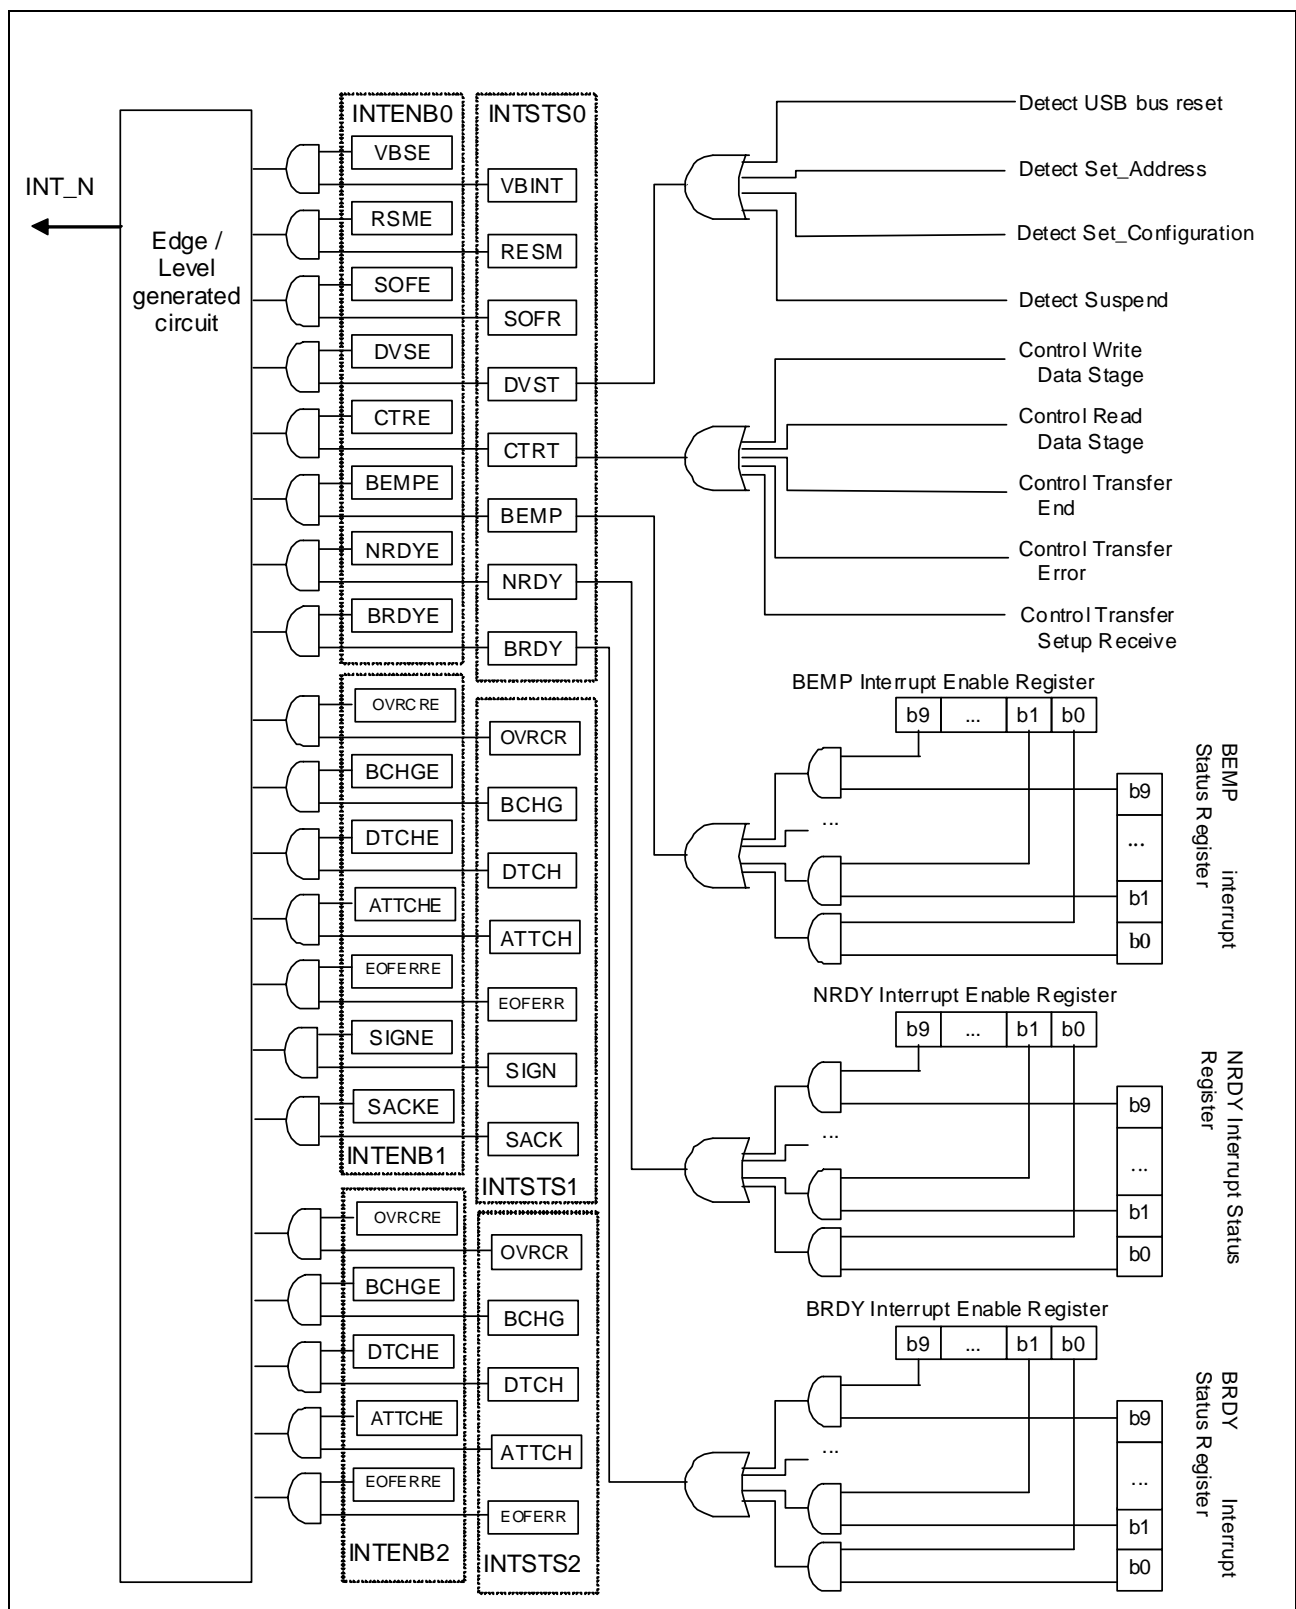 INT_N
Edge /
Level
generated
circuit
INTENB0
VBSE
RSME
SOFE
DVSE
CTRE
BEMPE
NRDYE
BRDYE
INTSTS0
VBINT
RESM
SOFR
DVST
CTRT
BEMP
NRDY
BRDY
OVRCRE
BCHGE
DTCHE
ATTCHE
EOFERRE
SIGNE
SACKE
INTENB1
OVRCR
BCHG
DTCH
ATTCH
EOFERR
SIGN
SACK
INTSTS1
OVRCRE
BCHGE
DTCHE
ATTCHE
EOFERRE
INTENB2
OVRCR
BCHG
DTCH
ATTCH
EOFERR
INTSTS2
Detect USB bus reset
Detect Set_Address
Detect Set_Configuration
Detect Suspend
Control Write
Data Stage
Control Read
Data Stage
Control Transfer
End
Control Transfer
Error
Control Transfer
Setup Receive
BEMP Interrupt Enable Register
b9 ... b1 b0
...
b9
...
b1
b0
BEMP interrupt
Status Register
NRDY Interrupt Enable Register
b9 ... b1 b0
...
b9
...
b1
b0
NRDY Interrupt Status
Register
BRDY Interrupt Enable Register
b9 ... b1 b0
...
b9
...
b1
b0
BRDY Interrupt
Status Register